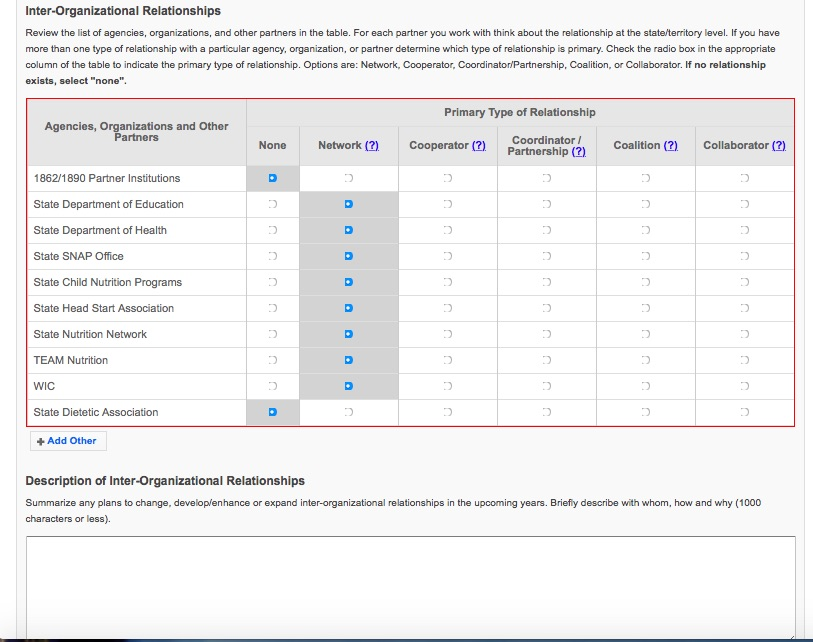 Inter-Organizational Relationships
Review the list of agencies, organizations, and other partners in the table. For each partner you work with think about the relationship at the state/territory level. If you have
more than one type of relationship with a particular agency, organization, or partner determine which type of relationship is primary. Check the radio box in the appropriate
column of the table to indicate the primary type of relationship. Options are: Network, Cooperator, Coordinator/Partnership, Coalition, or Collaborator. If no relationship
exists, select "none".
Agencies, Organizations and Other
Partners
Primary Type of Relationship
None
Network (?)
Cooperator (?)
Coordinator /
Partnership (?)
Coalition (?)
Collaborator (?)
1862/1890 Partner Institutions
State Department of Education
State Department of Health
State SNAP Office
State Child Nutrition Programs
State Head Start Association
State Nutrition Network
TEAM Nutrition
WIC
State Dietetic Association
Add Other
Description of Inter-Organizational Relationships
Summarize any plans to change, develop/enhance or expand inter-organizational relationships in the upcoming years. Briefly describe with whom, how and why (1000
characters or less).